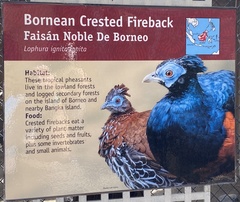 Bornean Crested Fireback
Faisán Noble De Borneo
Lophura ignita ignita
Habitat:
These tropical pheasants
live in the lowland forests
and logged secondary forests
on the island of Borneo and
nearby Bangka Island.
Food:
Crested firebacks eat a
variety of plant matter
including seeds and fruits,
plus some invertebrates
and small animals.